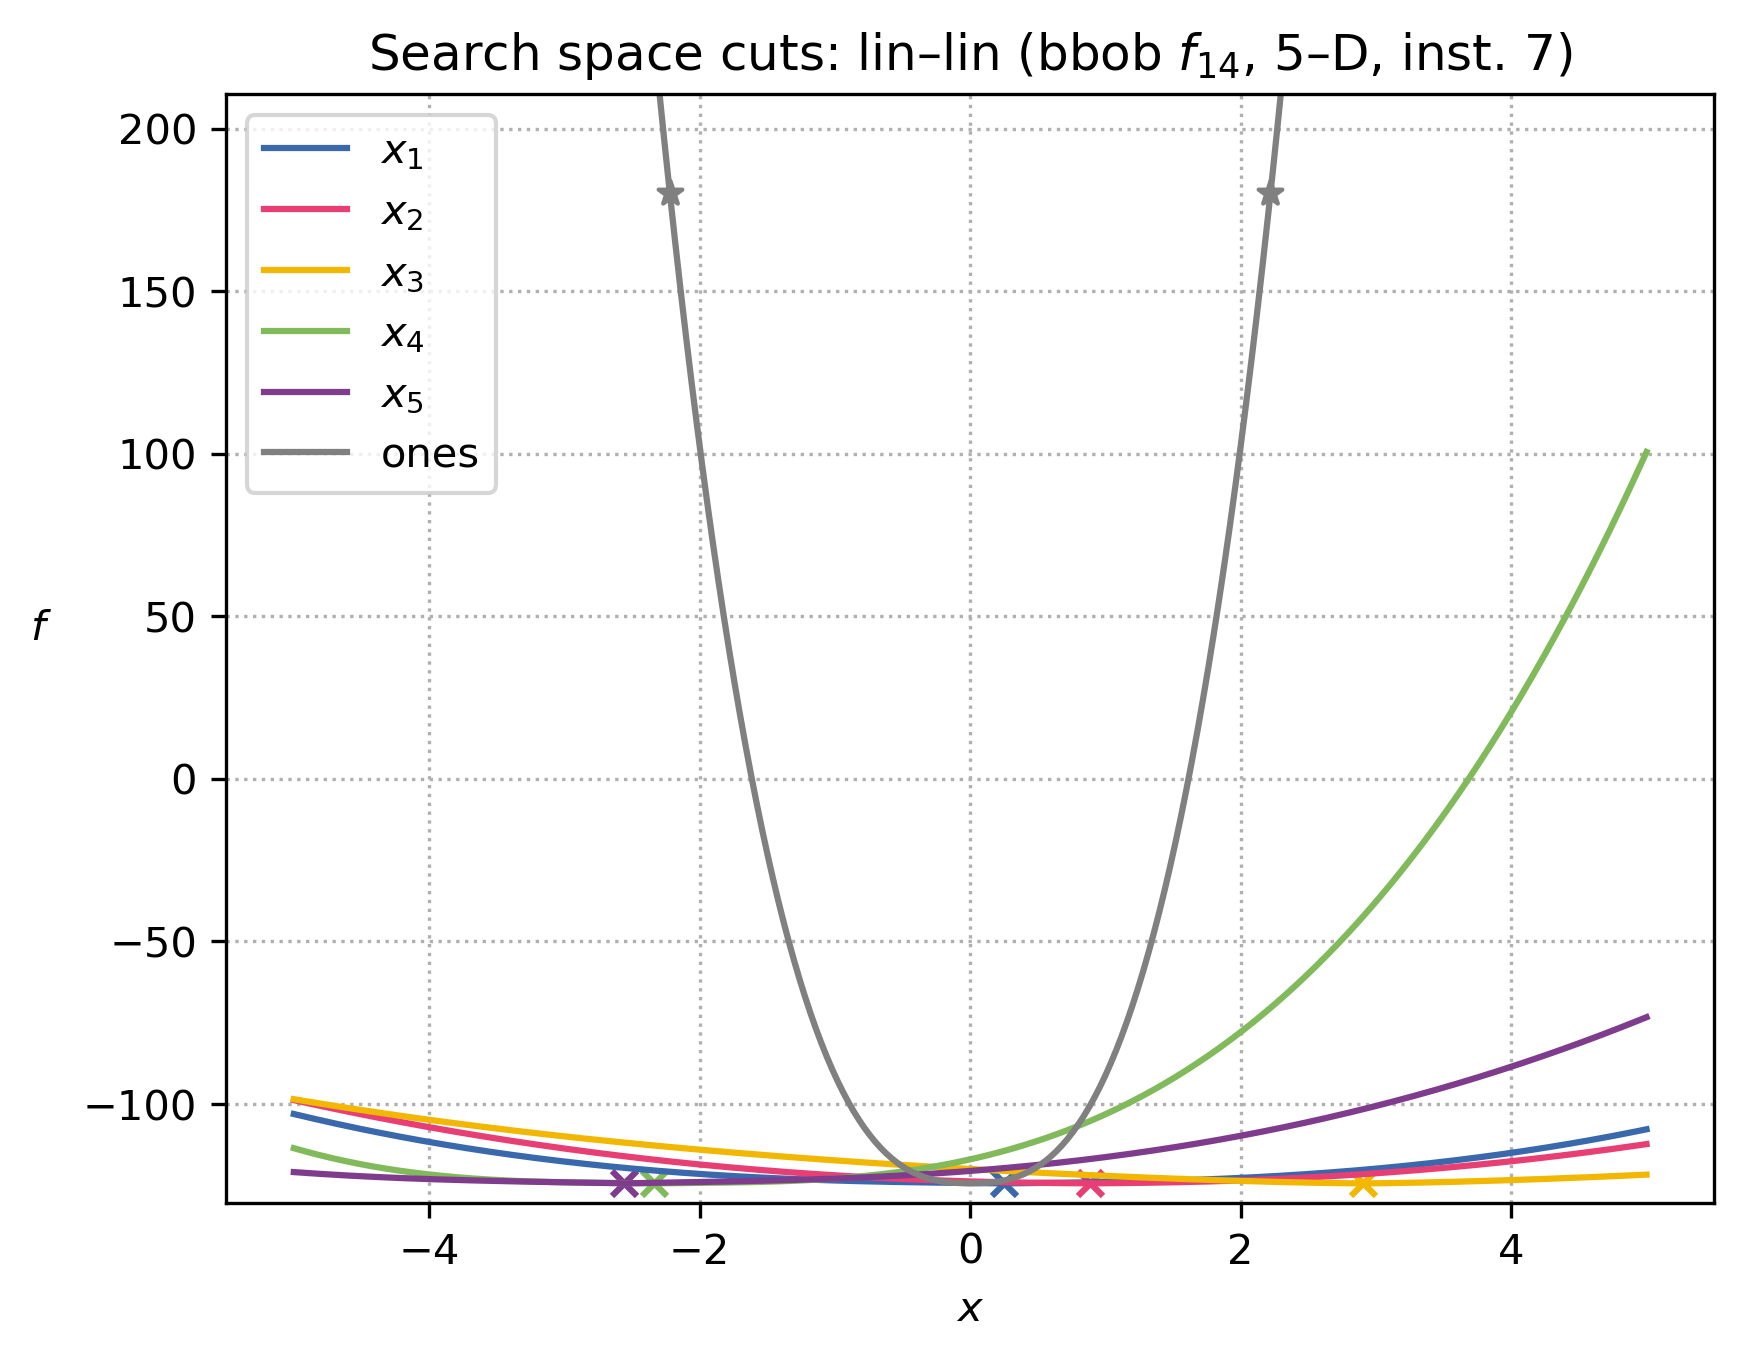 Search space cuts: lin–lin (bbob f₁₄, 5–D, inst. 7)
200
150
100
50
0
−50
−100
f
x₁
x₂
x₃
x₄
x₅
ones
−4
−2
0
2
4
x